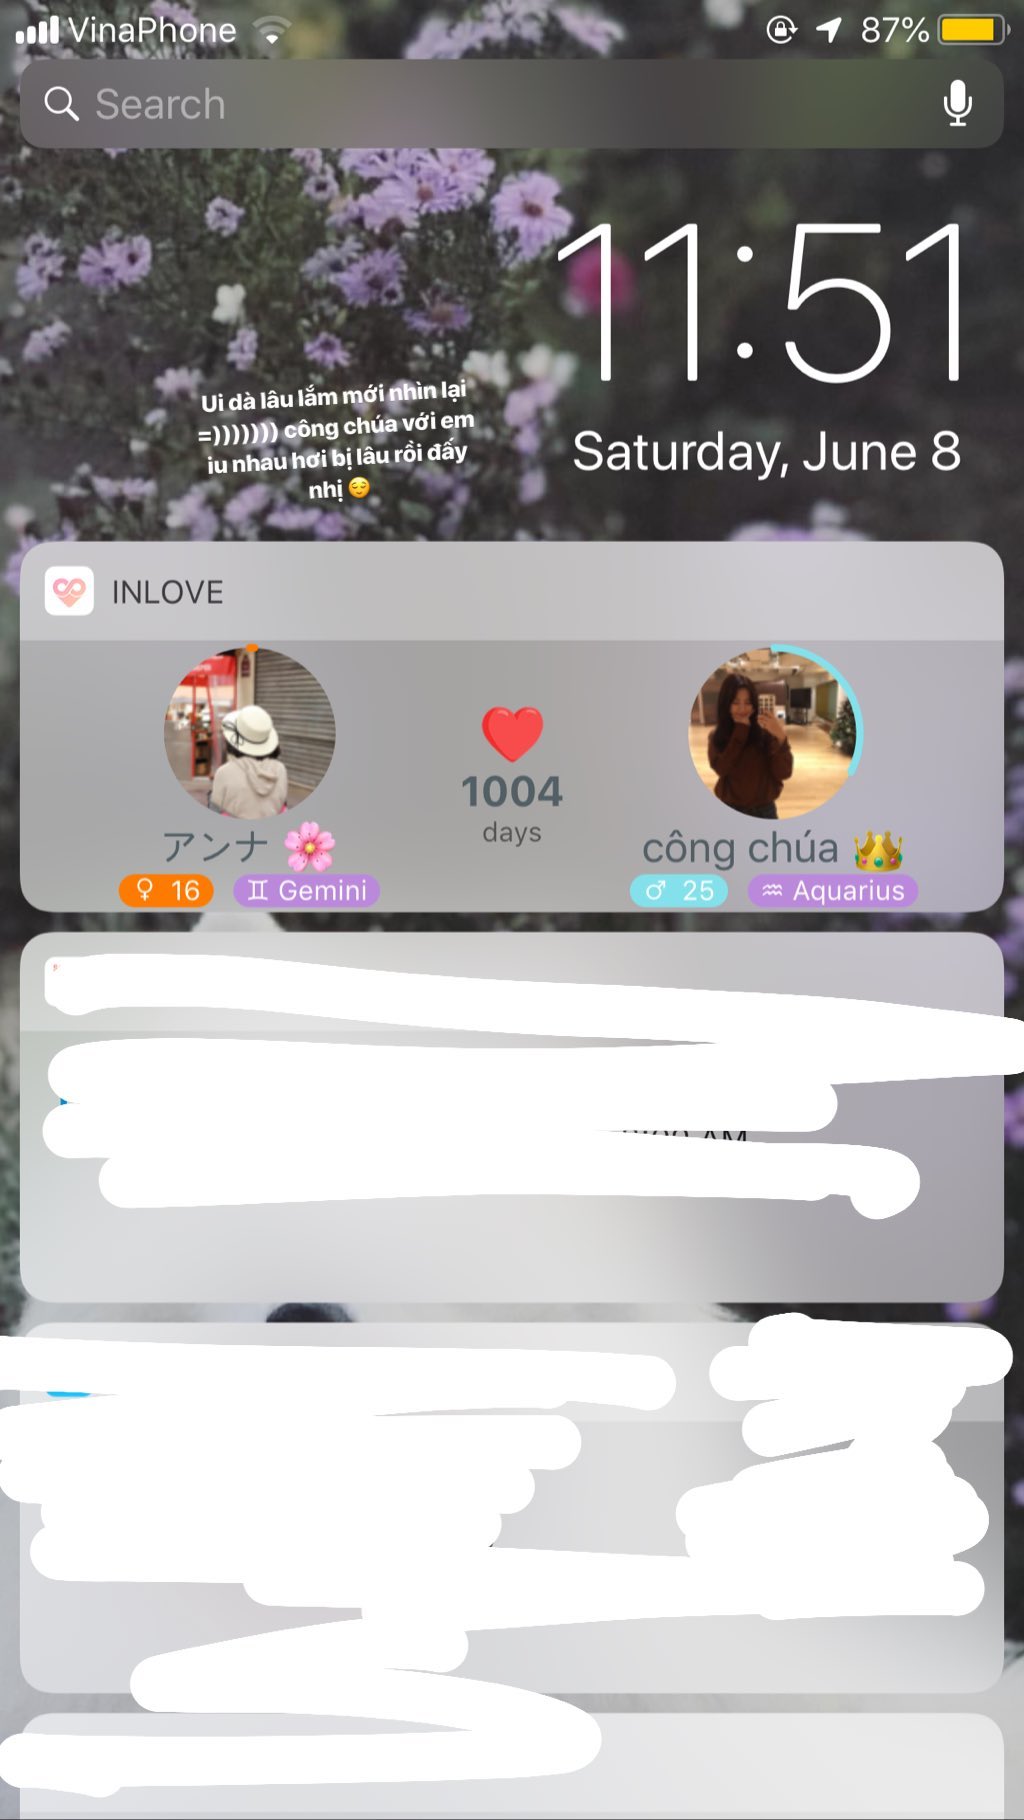 VinaPhone 87%
Search
11:51
Saturday, June 8
Ui dà lâu lắm mới nhìn lại
=))))))) công chúa với em
iu nhau hơi bị lâu rồi đấy
nhị 😌
INLOVE
❤️
1004
days
アンナ 🌸
♀ 16 ♊ Gemini
công chúa 👑
♂ 25 ♒ Aquarius
AM